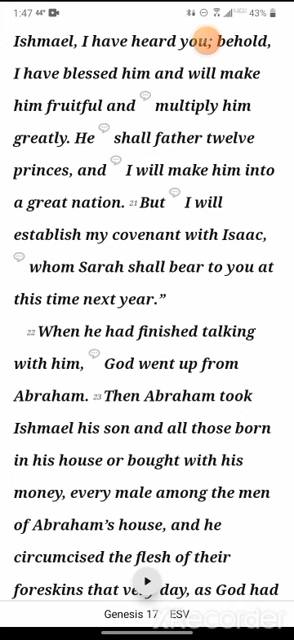 1:47 44° 43%
Ishmael, I have heard you; behold,
I have blessed him and will make
him fruitful and multiply him
greatly. He shall father twelve
princes, and I will make him into
a great nation. 21 But I will
establish my covenant with Isaac,
whom Sarah shall bear to you at
this time next year.”
22 When he had finished talking
with him, God went up from
Abraham. 23 Then Abraham took
Ishmael his son and all those born
in his house or bought with his
money, every male among the men
of Abraham’s house, and he
circumcised the flesh of their
foreskins that very day, as God had
Genesis 17 ESV